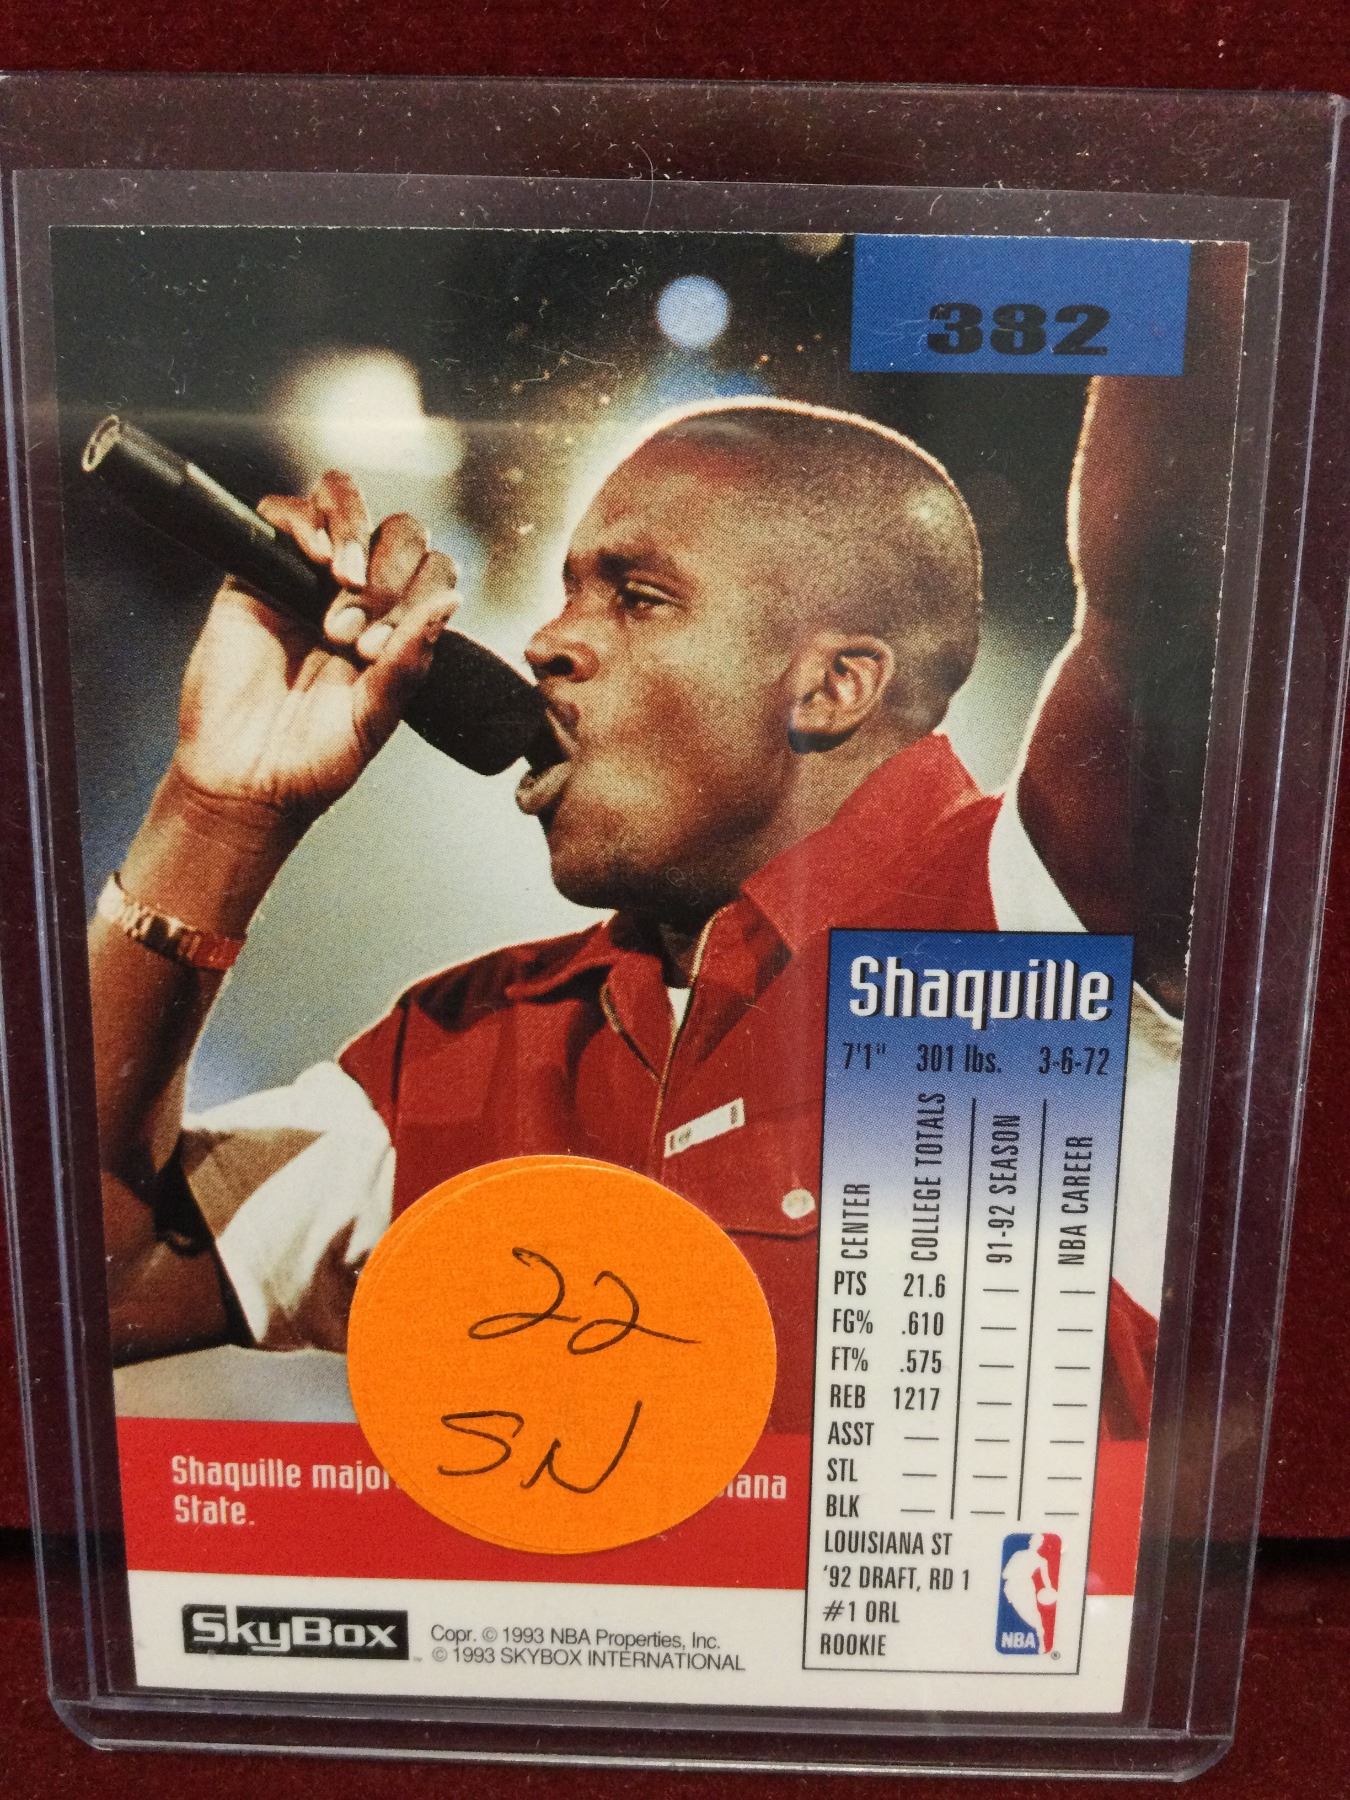 382
Shaquille
7'1" 301 lbs. 3-6-72
CENTER COLLEGE TOTALS 91-92 SEASON NBA CAREER
PTS 21.6 — —
FG% .610 — —
FT% .575 — —
REB 1217 — —
ASST — — —
STL — — —
BLK — — —
LOUISIANA ST
'92 DRAFT, RD 1
#1 ORL
ROOKIE
NBA
22
SN
Shaquille
State.
SkyBox
Copr. © 1993 NBA Properties, Inc.
© 1993 SKYBOX INTERNATIONAL